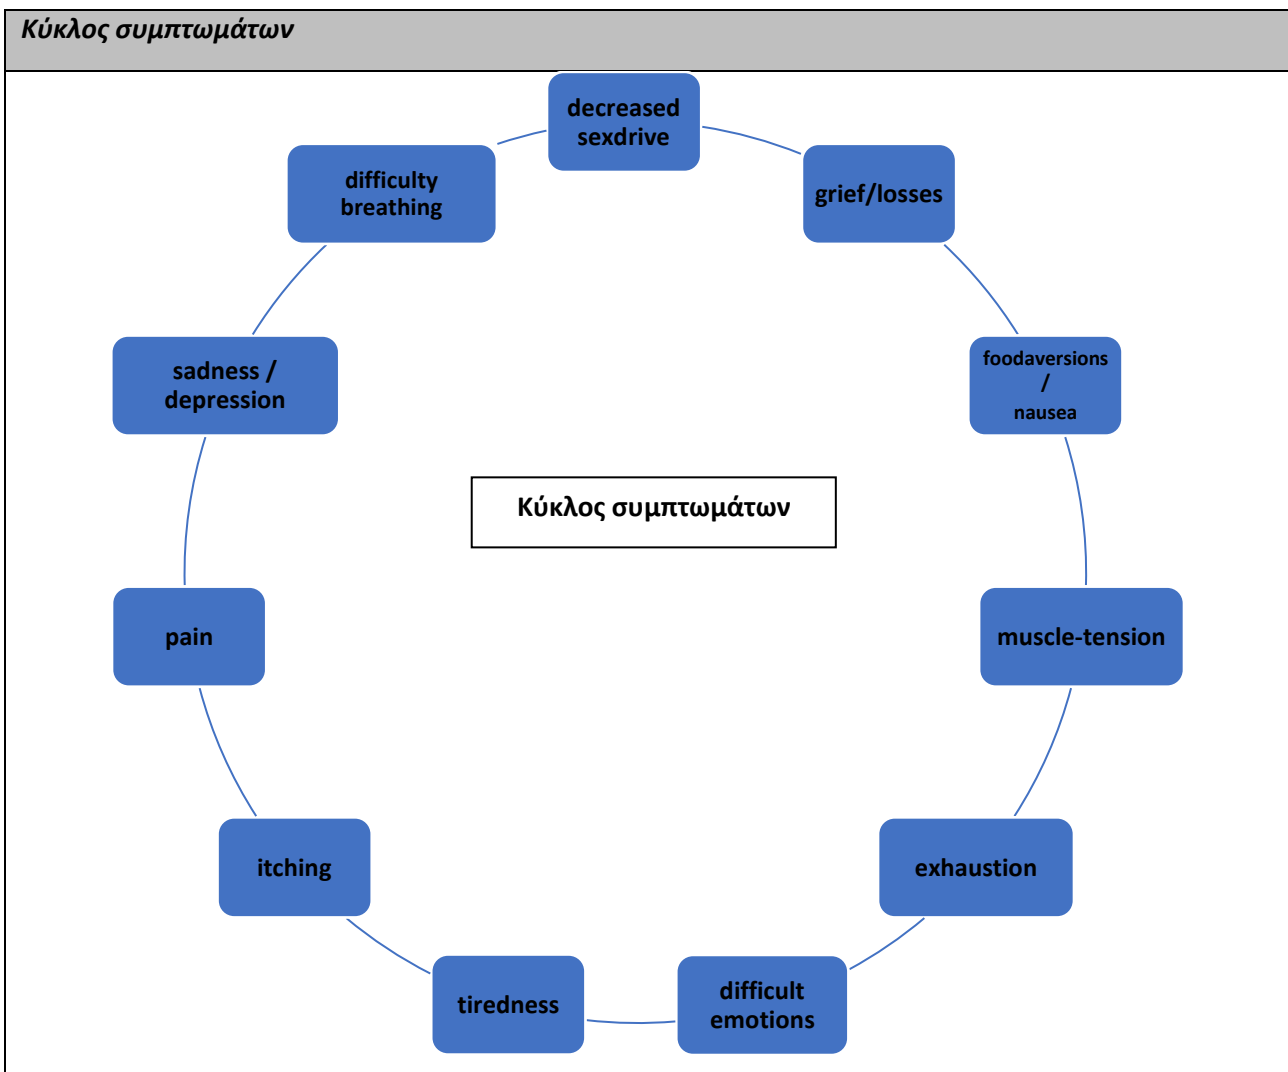 Κύκλος συμπτωμάτων
decreased
sexdrive
grief/losses
foodaversions
/
nausea
muscle-tension
exhaustion
difficult
emotions
tiredness
itching
pain
sadness /
depression
difficulty
breathing
Κύκλος συμπτωμάτων